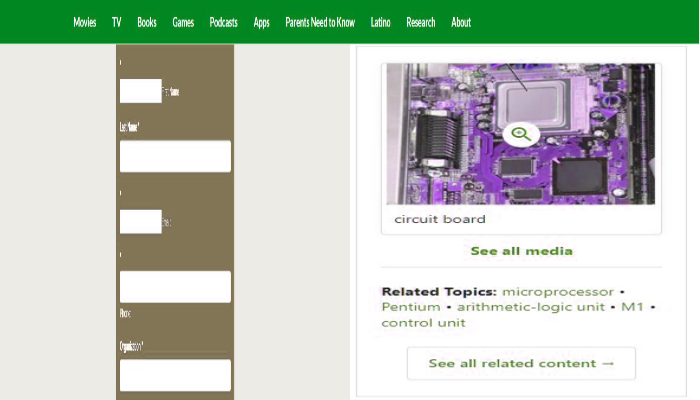 Movies TV Books Games Podcasts Apps Parents Need to Know Latino Research About
*
First Name
Last Name*
*
Email
*
Phone
Organization*
circuit board
See all media
Related Topics: microprocessor •
Pentium • arithmetic-logic unit • M1 •
control unit
See all related content →